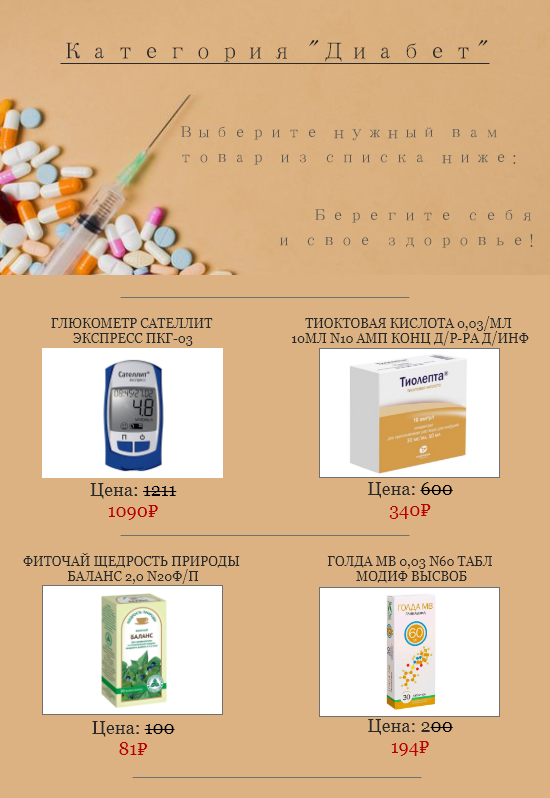 Категория "Диабет"
Выберите нужный вам
товар из списка ниже:
Берегите себя
и свое здоровье!
ГЛЮКОМЕТР САТЕЛЛИТ
ЭКСПРЕСС ПКГ-03
Сателлит®
4.8
Цена: 1211
1090₽
ТИОКТОВАЯ КИСЛОТА 0,03/МЛ
10МЛ N10 АМП КОНЦ Д/Р-РА Д/ИНФ
Тиолепта®
10 ампул
Цена: 600
340₽
ФИТОЧАЙ ЩЕДРОСТЬ ПРИРОДЫ
БАЛАНС 2,0 N20Ф/П
БАЛАНС
Цена: 100
81₽
ГОЛДА МВ 0,03 N60 ТАБЛ
МОДИФ ВЫСВОБ
ГОЛДА МВ
60
30
Цена: 200
194₽